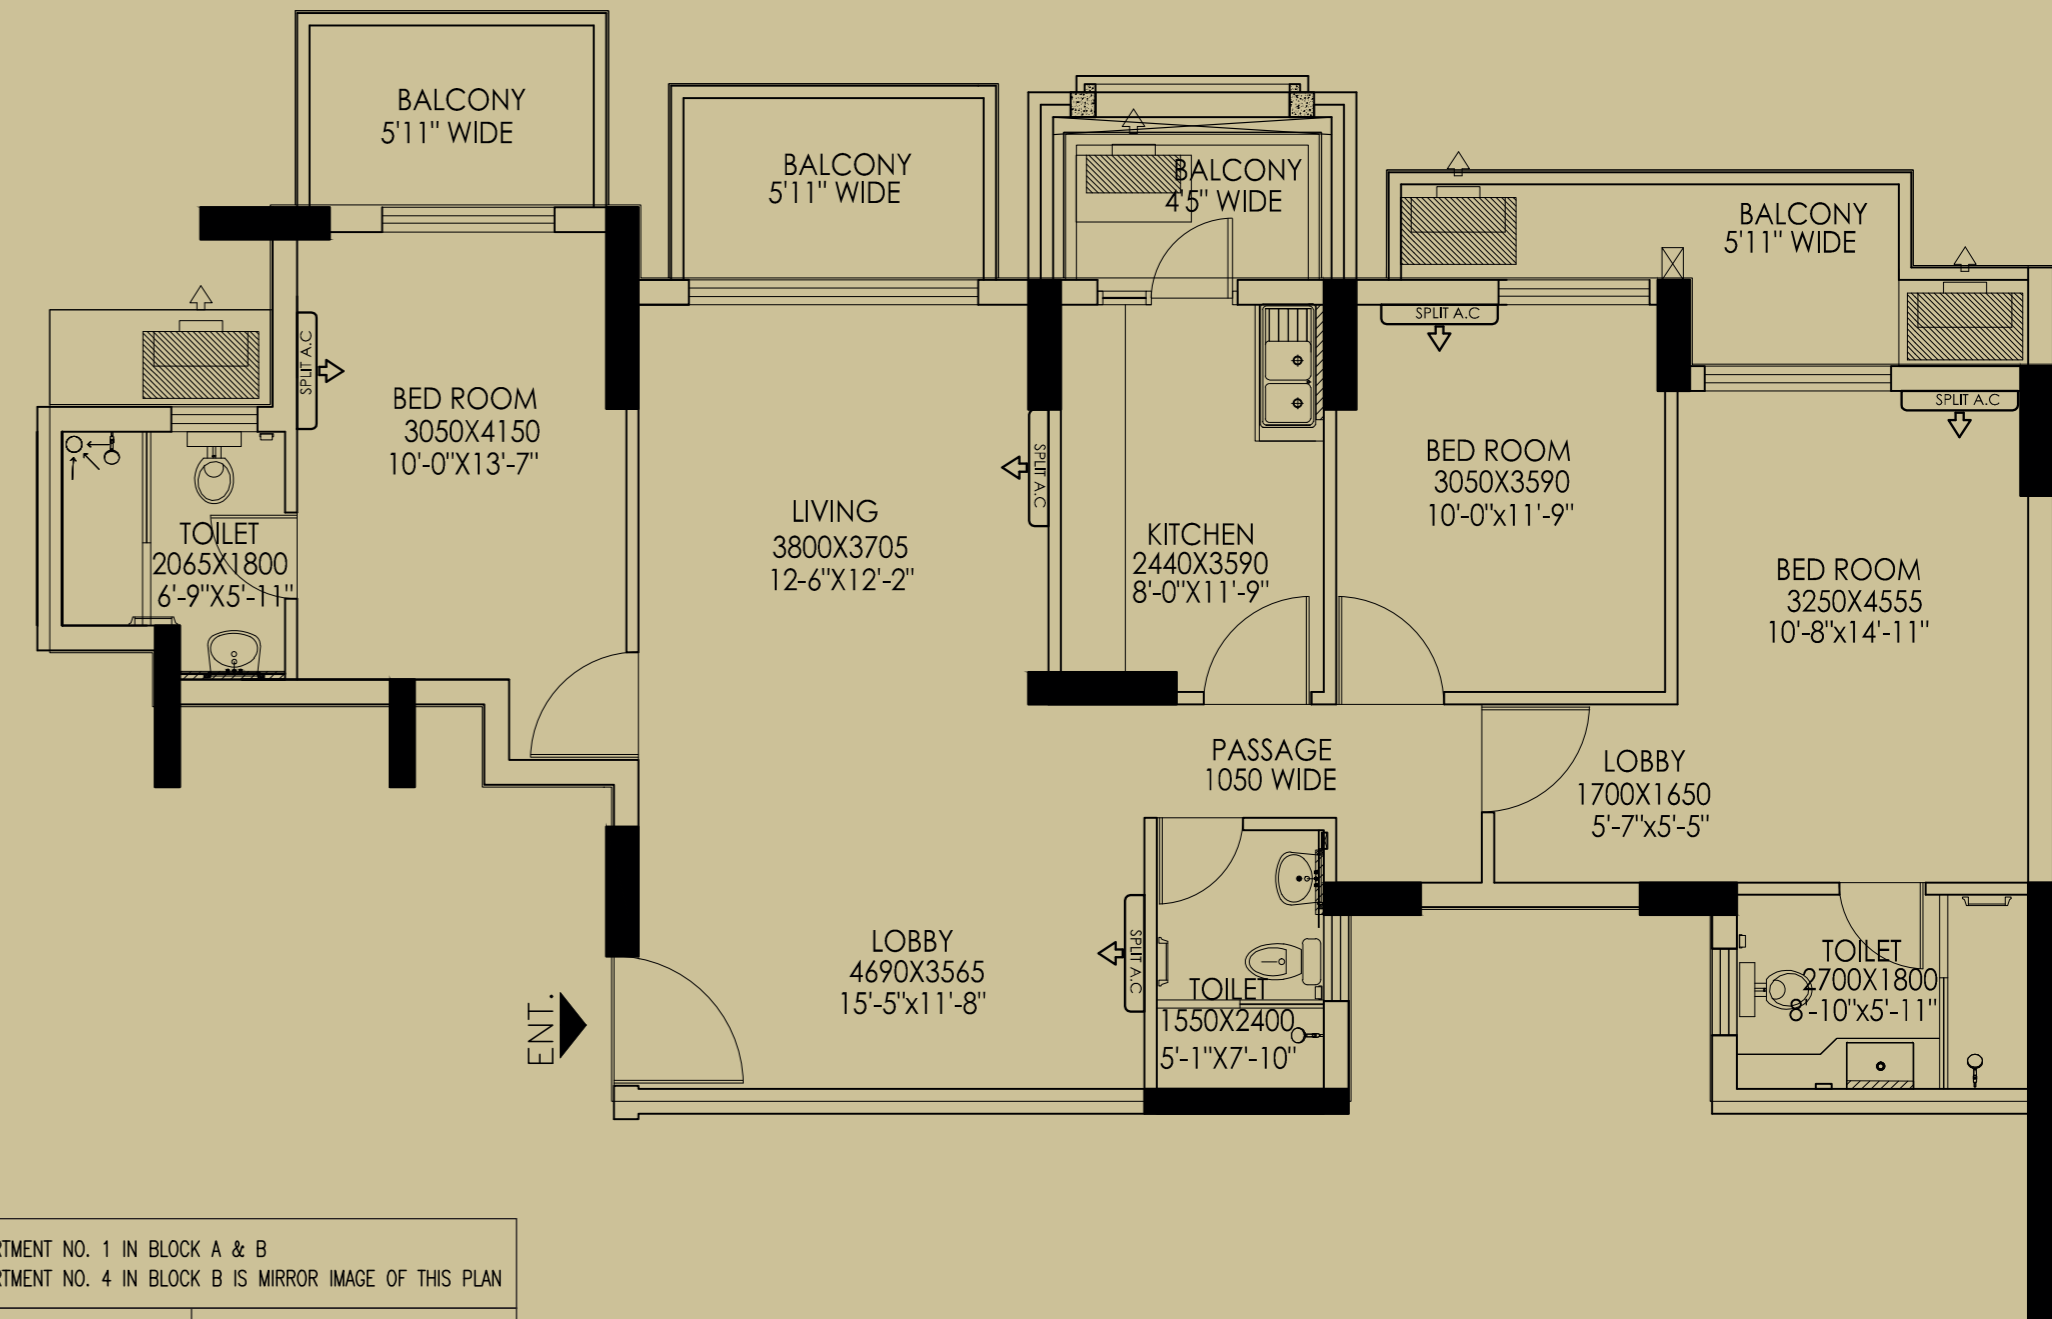 BALCONY
5'11" WIDE
BALCONY
5'11" WIDE
BALCONY
4'5" WIDE
BALCONY
5'11" WIDE
SPLIT A.C
SPLIT A.C
SPLIT A.C
BED ROOM
3050X4150
10'-0"X13'-7"
LIVING
3800X3705
12-6"X12'-2"
SPLIT A.C
KITCHEN
2440X3590
8'-0"X11'-9"
BED ROOM
3050X3590
10'-0"x11'-9"
BED ROOM
3250X4555
10'-8"x14'-11"
TOILET
2065X1800
6'-9"X5'-11"
PASSAGE
1050 WIDE
LOBBY
1700X1650
5'-7"x5'-5"
LOBBY
4690X3565
15'-5"x11'-8"
SPLIT A.C
TOILET
1550X2400
5'-1"X7'-10"
TOILET
2700X1800
8'-10"x5'-11"
ENT.
RTMENT NO. 1 IN BLOCK A & B
RTMENT NO. 4 IN BLOCK B IS MIRROR IMAGE OF THIS PLAN